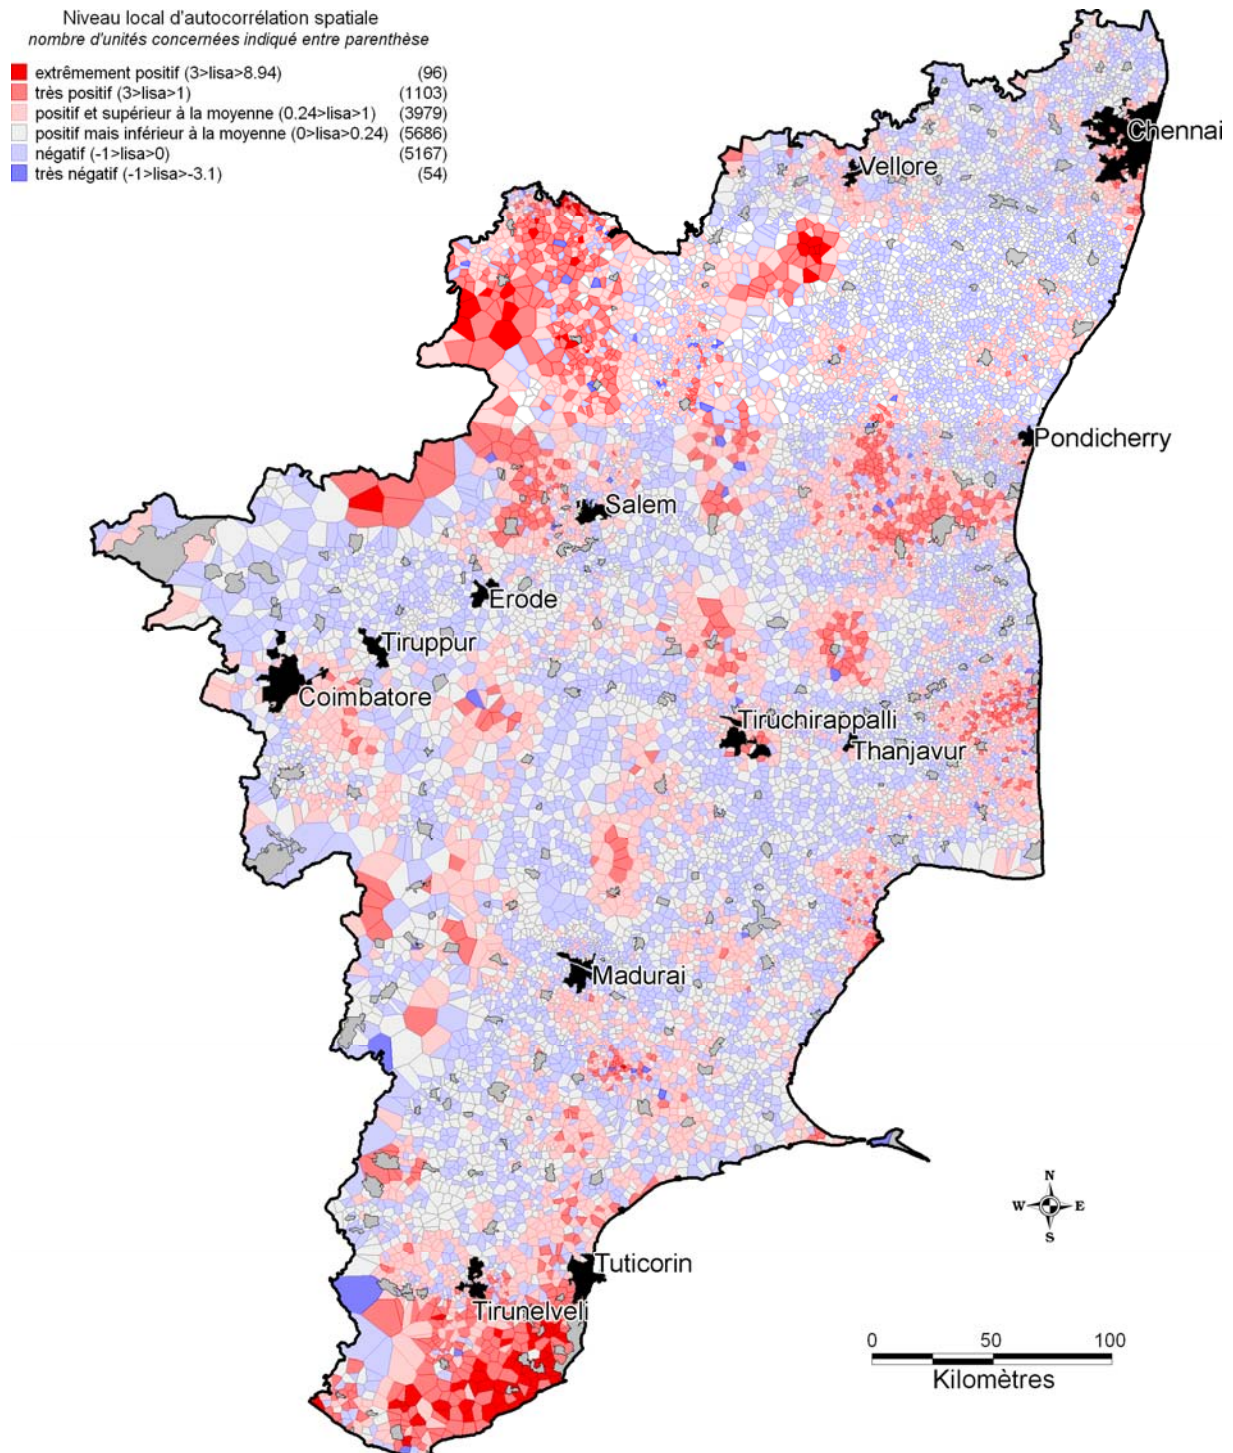 Niveau local d'autocorrélation spatiale
nombre d'unités concernées indiqué entre parenthèse
extrêmement positif (3>lisa>8.94) (96)
très positif (3>lisa>1) (1103)
positif et supérieur à la moyenne (0.24>lisa>1) (3979)
positif mais inférieur à la moyenne (0>lisa>0.24) (5686)
négatif (-1>lisa>0) (5167)
très négatif (-1>lisa>-3.1) (54)
Chennai
Vellore
Pondicherry
Salem
Erode
Tiruppur
Coimbatore
Tiruchirappalli
Thanjavur
Madurai
N
W E
S
Tuticorin
Tirunelveli
0 50 100
Kilomètres